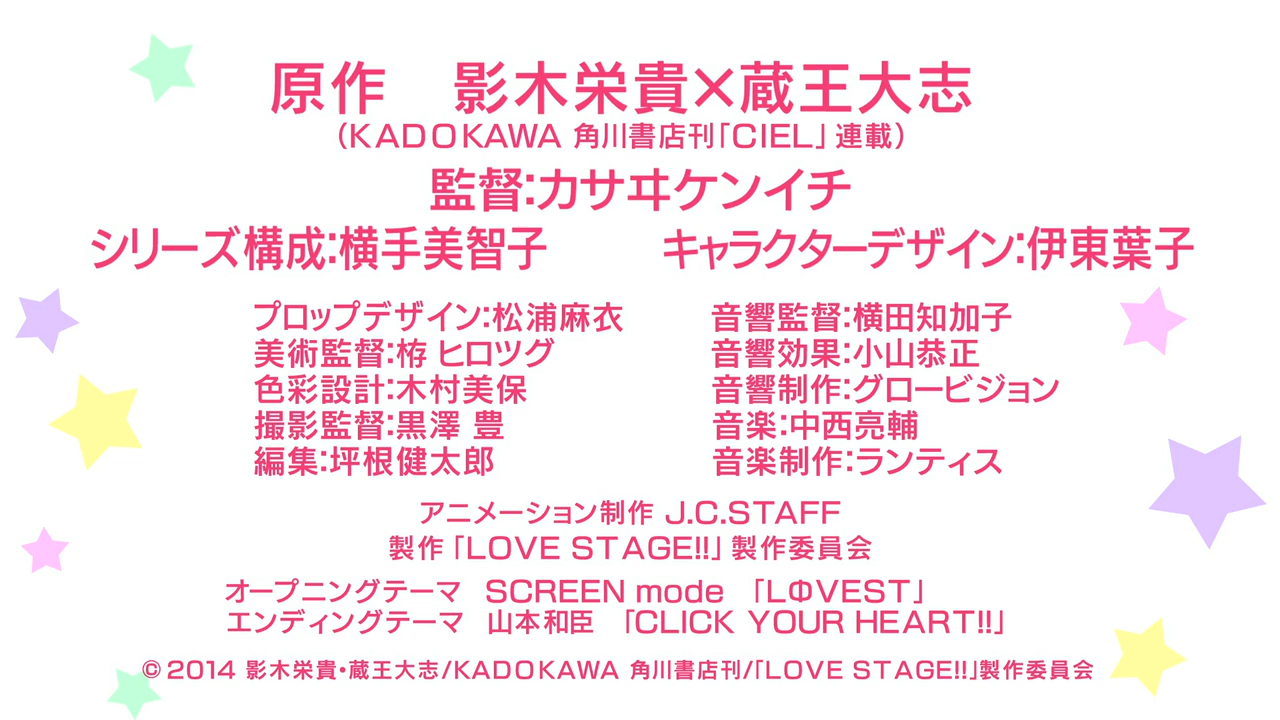 原作 影木栄貴×蔵王大志
（KADOKAWA 角川書店刊「CIEL」連載）
監督:カサヰケンイチ
シリーズ構成:横手美智子 キャラクターデザイン:伊東葉子
プロップデザイン:松浦麻衣 音響監督:横田知加子
美術監督:栫 ヒロツグ 音響効果:小山恭正
色彩設計:木村美保 音響制作:グロービジョン
撮影監督:黒澤 豊 音楽:中西亮輔
編集:坪根健太郎 音楽制作:ランティス
アニメーション制作 J.C.STAFF
製作「LOVE STAGE!!」製作委員会
オープニングテーマ SCREEN mode 「LΦVEST」
エンディングテーマ 山本和臣 「CLICK YOUR HEART!!」
© 2014 影木栄貴・蔵王大志/KADOKAWA 角川書店刊/「LOVE STAGE!!」製作委員会